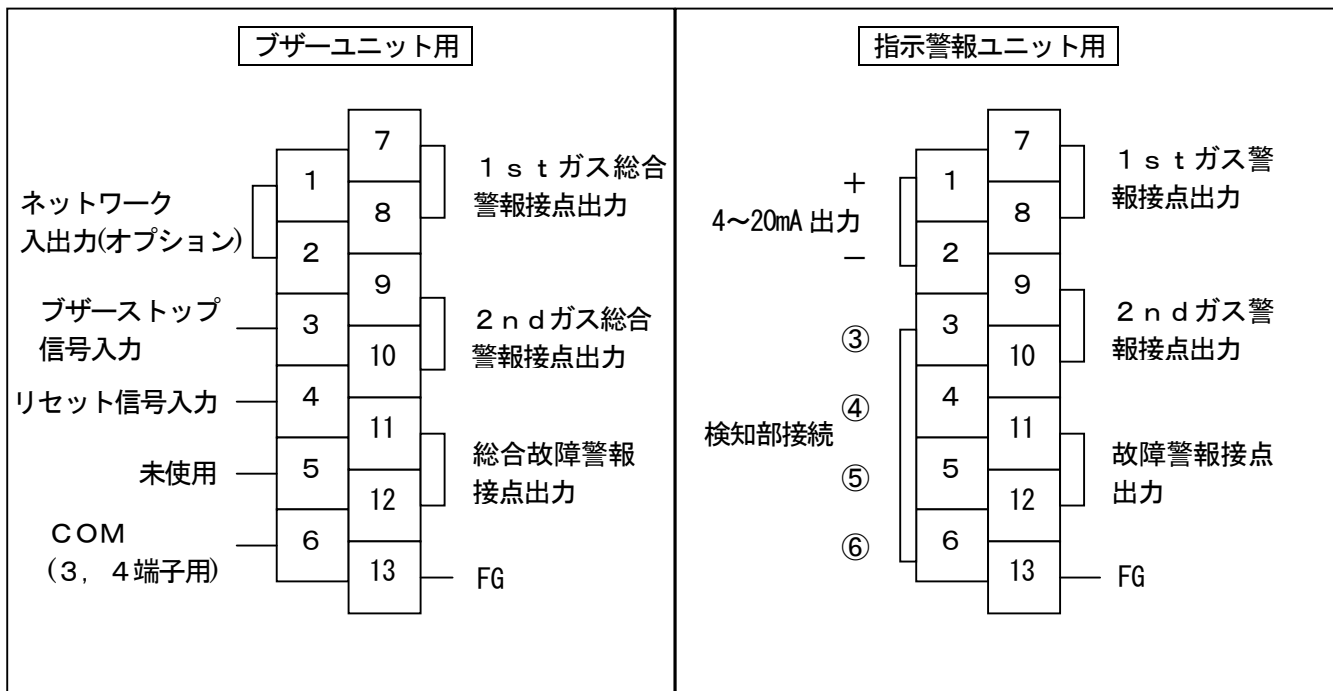 ブザーユニット用
ネットワーク
入出力(オプション)
ブザーストップ
信号入力
リセット信号入力
未使用
COM
(3,4端子用)
1
2
3
4
5
6
7
8
9
10
11
12
13
1stガス総合
警報接点出力
2ndガス総合
警報接点出力
総合故障警報
接点出力
FG
指示警報ユニット用
+
4~20mA 出力
-
③
④
検知部接続
⑤
⑥
1
2
3
4
5
6
7
8
9
10
11
12
13
1stガス警
報接点出力
2ndガス警
報接点出力
故障警報接点
出力
FG